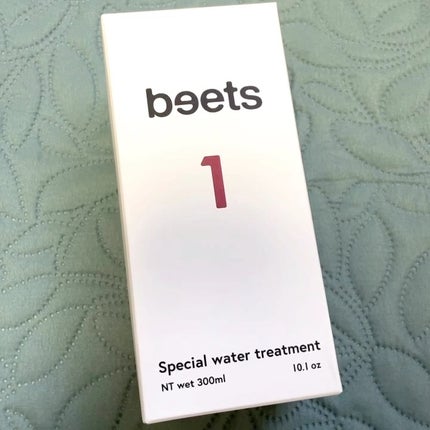 beets
1
Special water treatment
NT wet 300ml 10.1 oz